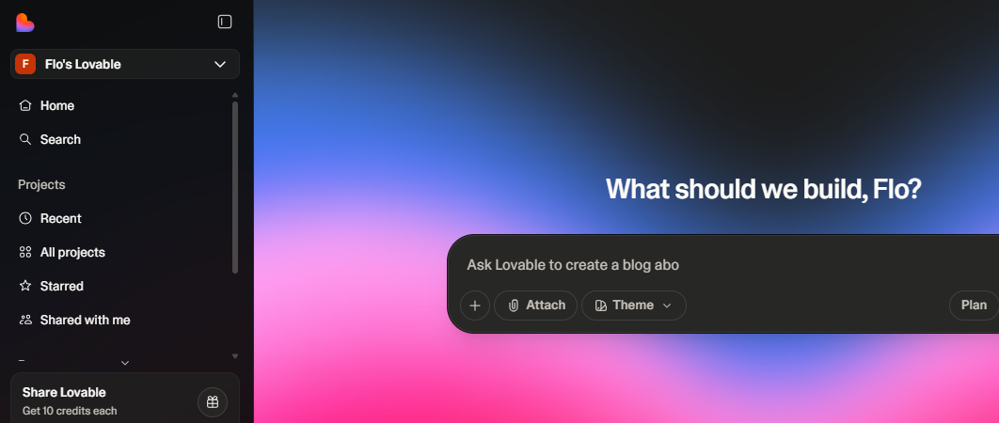 F Flo's Lovable
Home
Search
Projects
Recent
All projects
Starred
Shared with me
Share Lovable
Get 10 credits each
What should we build, Flo?
Ask Lovable to create a blog abo
Attach Theme Plan